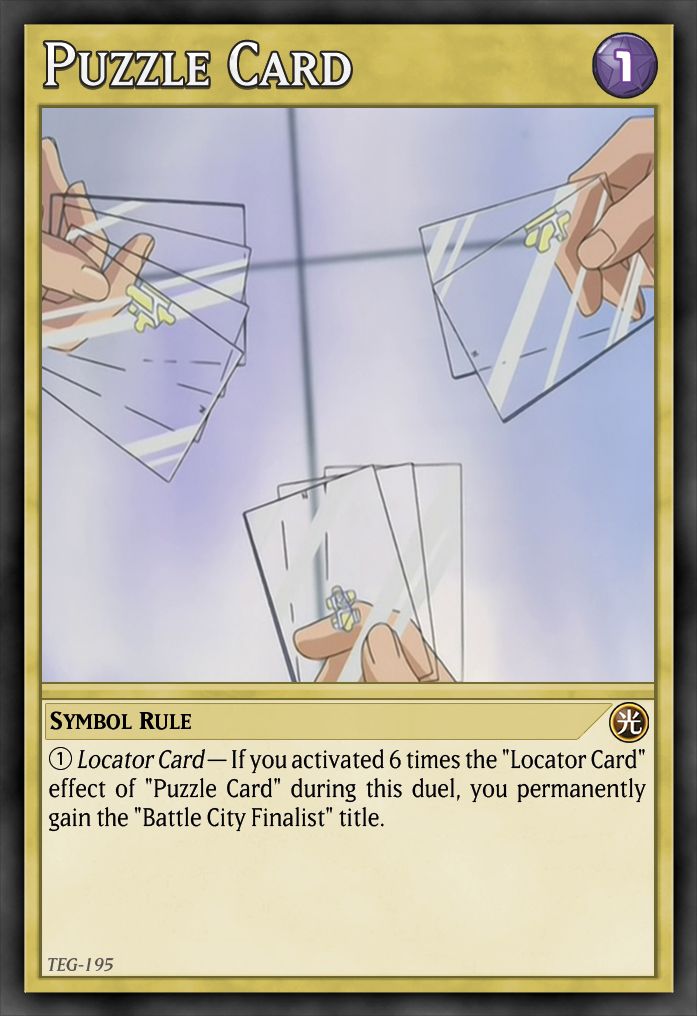 Puzzle Card
1
Symbol Rule
光
① Locator Card — If you activated 6 times the "Locator Card"
effect of "Puzzle Card" during this duel, you permanently
gain the "Battle City Finalist" title.
TEG-195